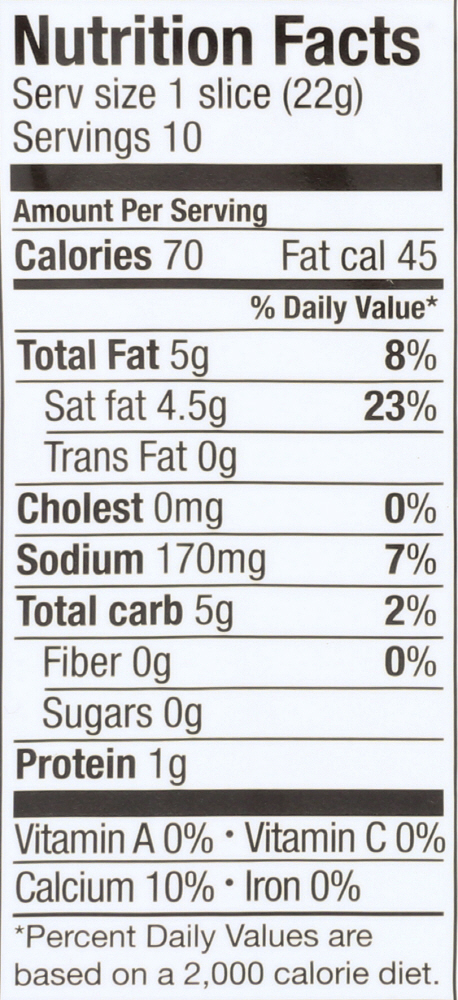 Nutrition Facts
Serv size 1 slice (22g)
Servings 10
Amount Per Serving
Calories 70 Fat cal 45
% Daily Value*
Total Fat 5g 8%
Sat fat 4.5g 23%
Trans Fat 0g
Cholest 0mg 0%
Sodium 170mg 7%
Total carb 5g 2%
Fiber 0g 0%
Sugars 0g
Protein 1g
Vitamin A 0% • Vitamin C 0%
Calcium 10% • Iron 0%
*Percent Daily Values are
based on a 2,000 calorie diet.